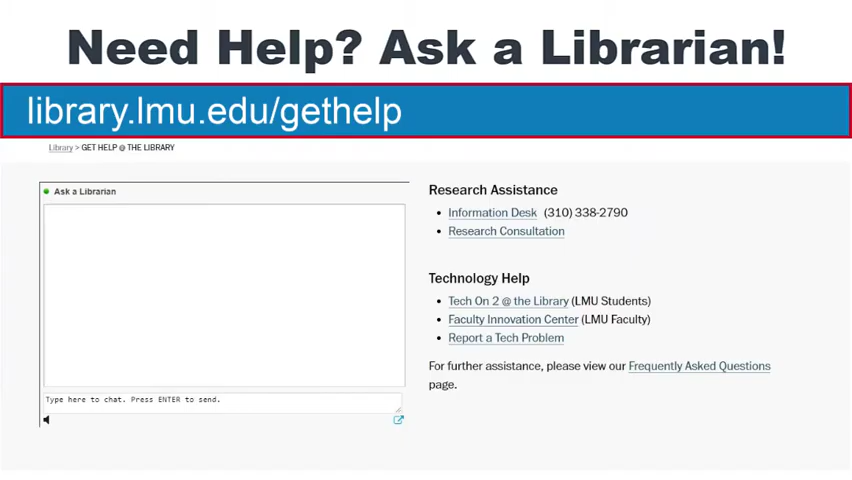 Need Help? Ask a Librarian!
library.lmu.edu/gethelp
Library > GET HELP @ THE LIBRARY
Ask a Librarian
Type here to chat. Press ENTER to send.
Research Assistance
• Information Desk (310) 338-2790
• Research Consultation
Technology Help
• Tech On 2 @ the Library (LMU Students)
• Faculty Innovation Center (LMU Faculty)
• Report a Tech Problem
For further assistance, please view our Frequently Asked Questions
page.